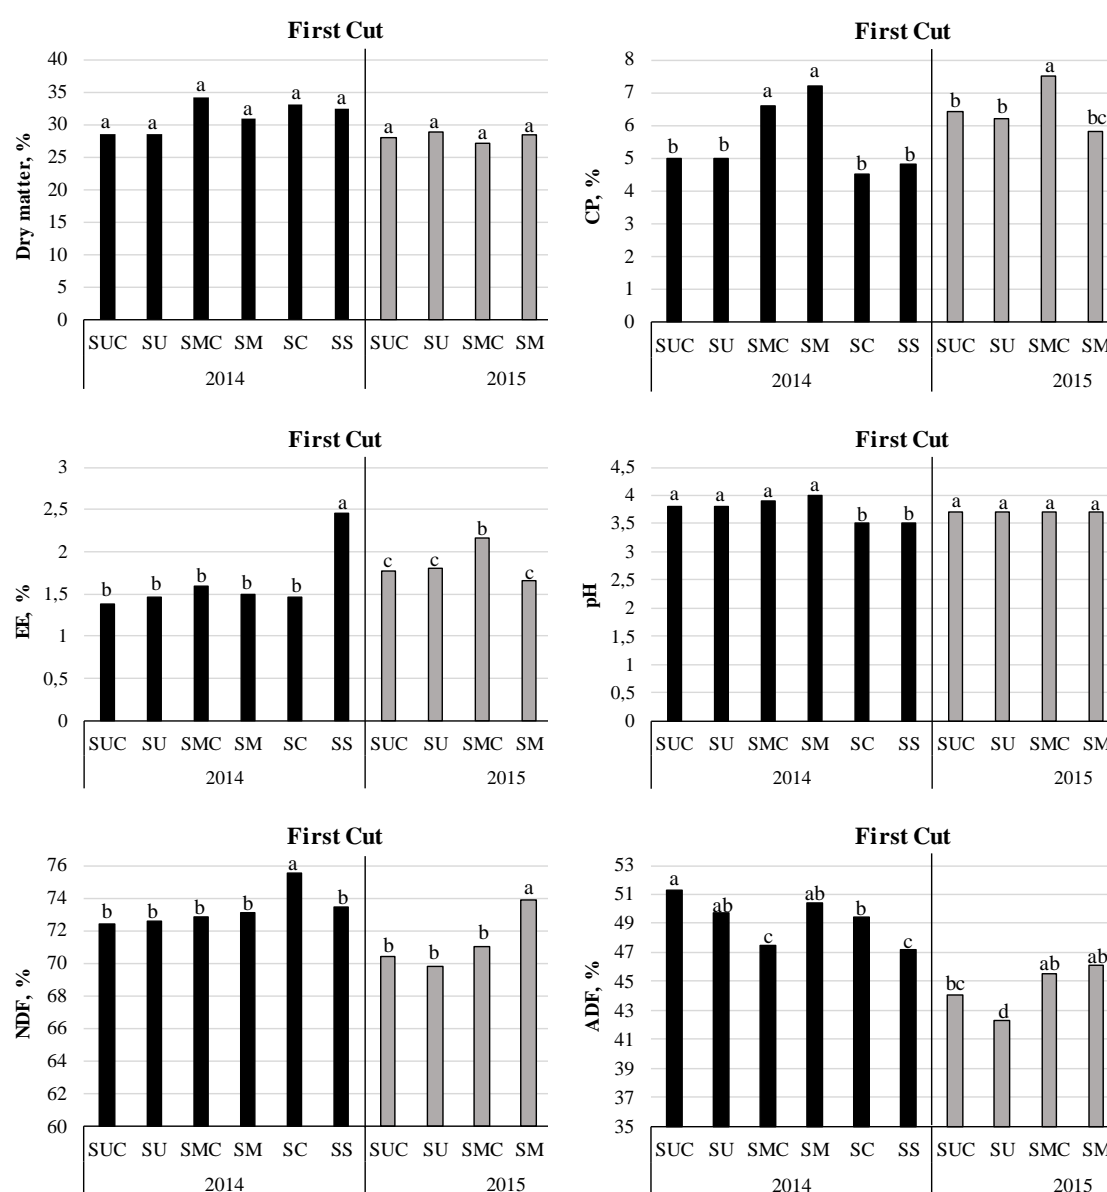 First Cut
40
35
30
25
20
15
10
5
0
Dry matter, %
a a a a a a a a a a
SUC SU SMC SM SC SS SUC SU SMC SM
2014 2015
First Cut
8
7
6
5
4
3
2
1
0
CP, %
b b a a b b b b a bc
SUC SU SMC SM SC SS SUC SU SMC SM
2014 2015
First Cut
3
2,5
2
1,5
1
0,5
0
EE, %
b b b b b a c c b c
SUC SU SMC SM SC SS SUC SU SMC SM
2014 2015
First Cut
4,5
4
3,5
3
2,5
2
1,5
1
0,5
0
pH
a a a a b b a a a a
SUC SU SMC SM SC SS SUC SU SMC SM
2014 2015
First Cut
76
74
72
70
68
66
64
62
60
NDF, %
b b b b a b b b b a
SUC SU SMC SM SC SS SUC SU SMC SM
2014 2015
First Cut
53
51
49
47
45
43
41
39
37
35
ADF, %
a ab c ab b c bc d ab ab
SUC SU SMC SM SC SS SUC SU SMC SM
2014 2015